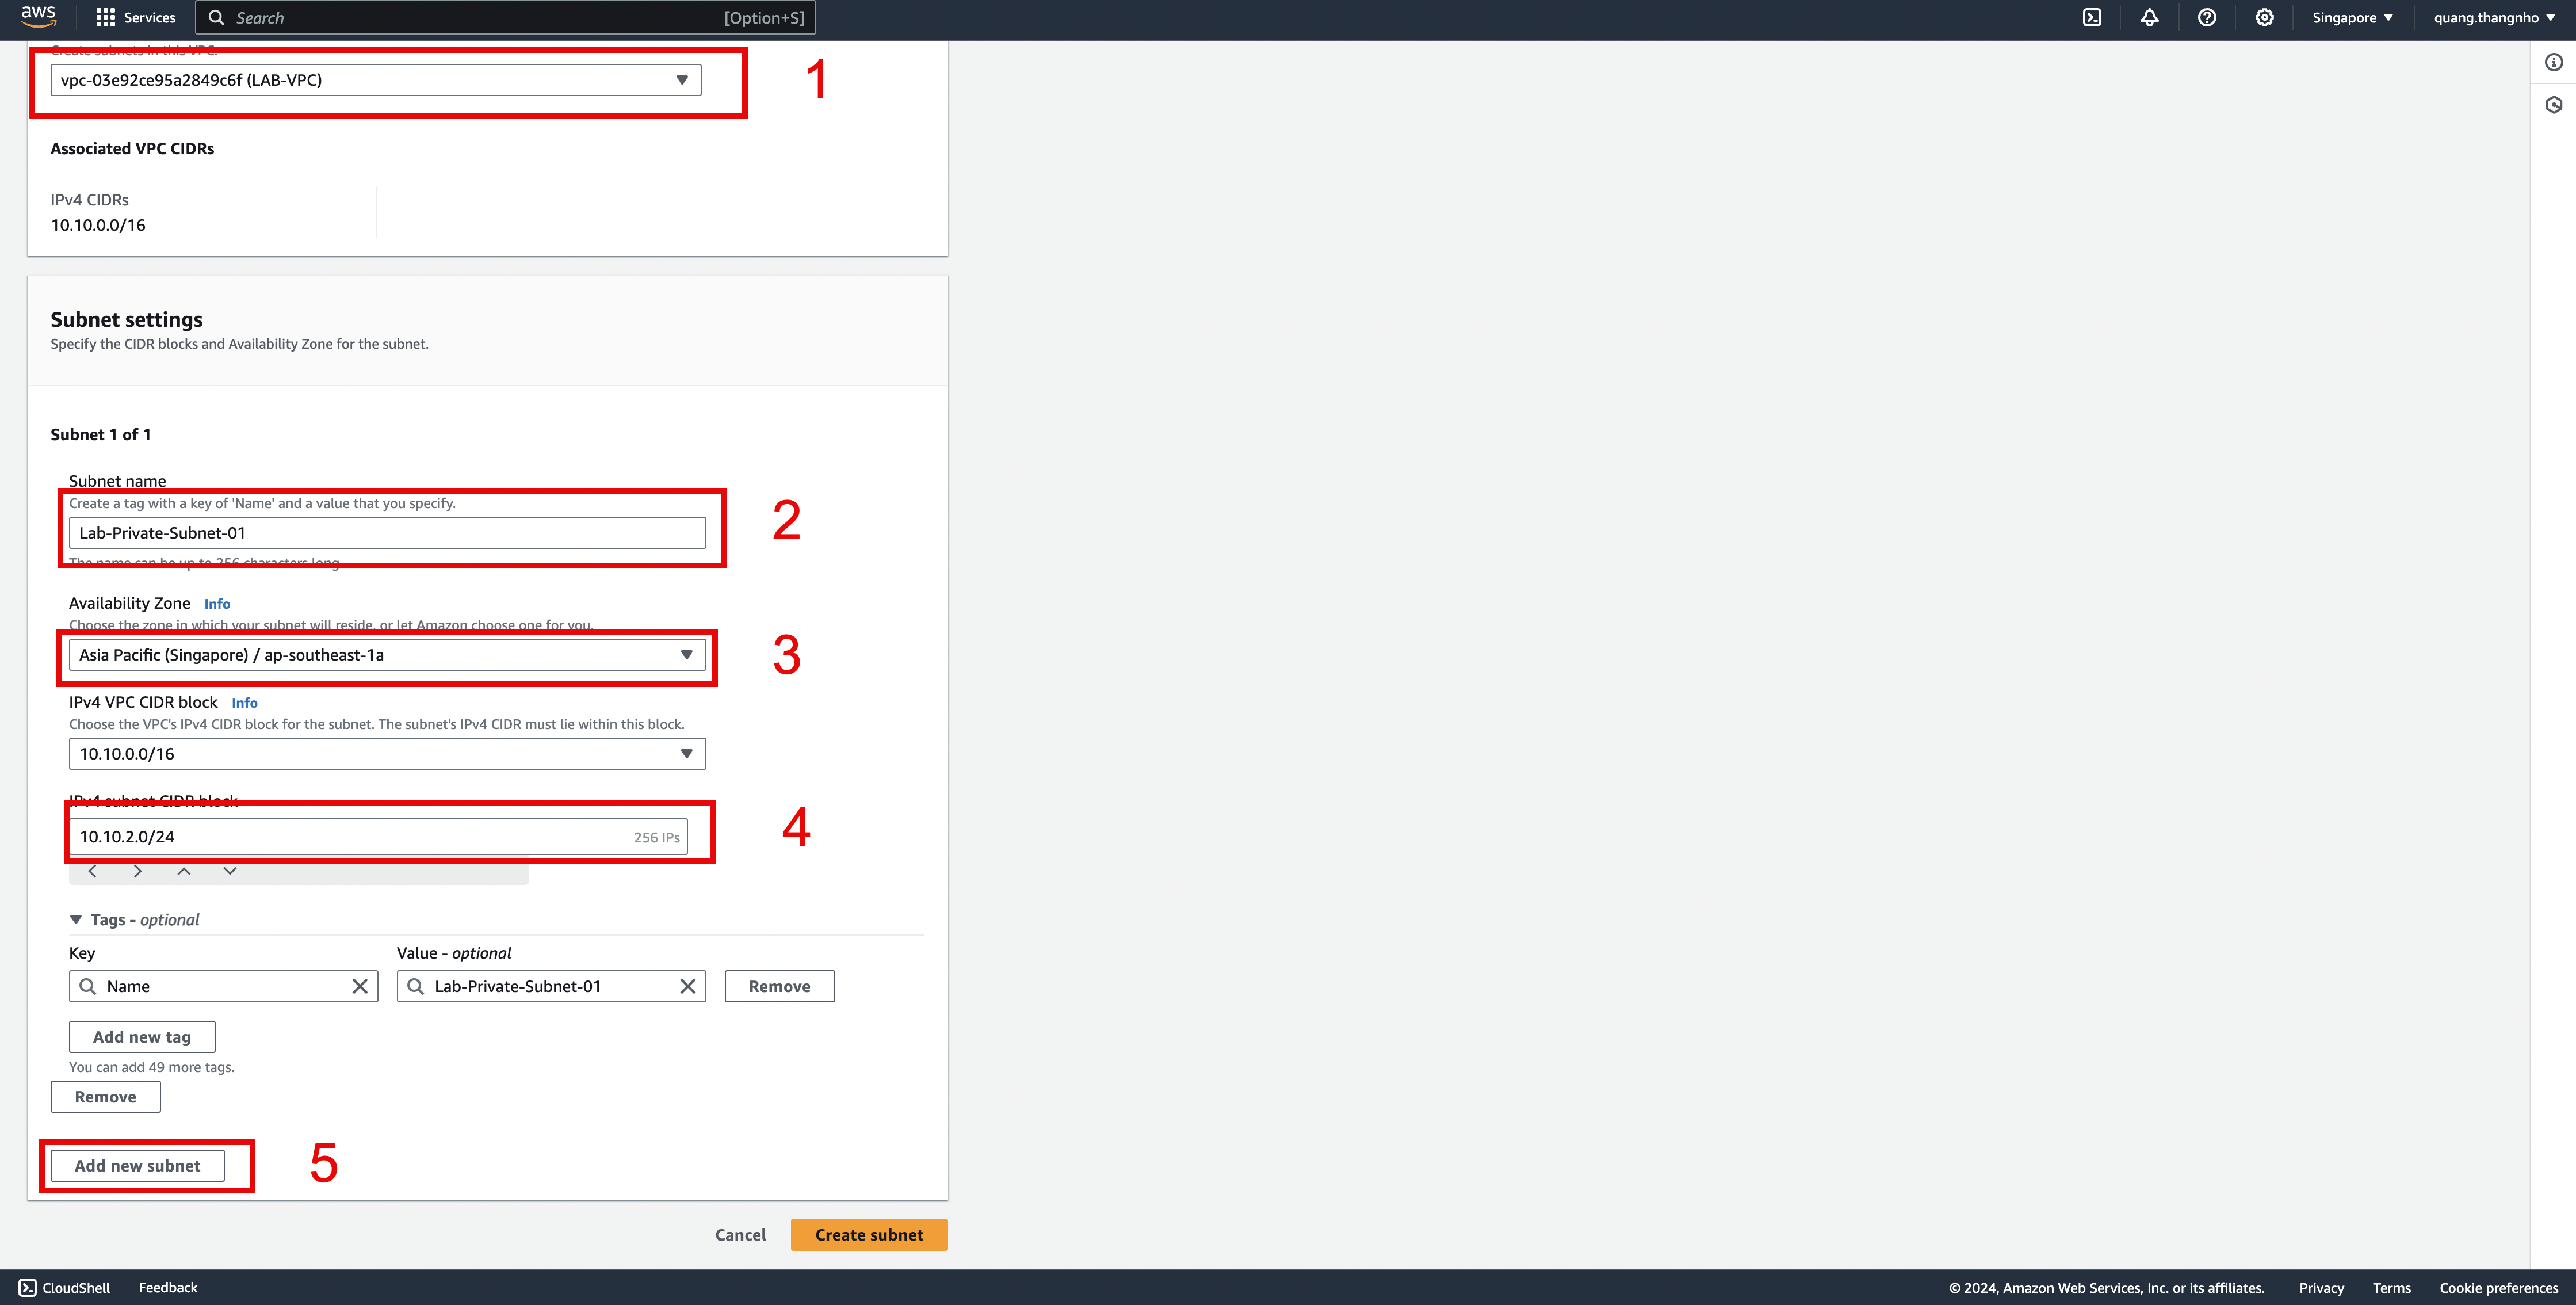 aws
Services
Search
[Option+S]
Singapore
quang.thangnho
Create subnets in this VPC.
vpc-03e92ce95a2849c6f (LAB-VPC)
1
Associated VPC CIDRs
IPv4 CIDRs
10.10.0.0/16
Subnet settings
Specify the CIDR blocks and Availability Zone for the subnet.
Subnet 1 of 1
Subnet name
Create a tag with a key of 'Name' and a value that you specify.
Lab-Private-Subnet-01
2
The name can be up to 256 characters long.
Availability Zone Info
Choose the zone in which your subnet will reside, or let Amazon choose one for you.
Asia Pacific (Singapore) / ap-southeast-1a
3
IPv4 VPC CIDR block Info
Choose the VPC's IPv4 CIDR block for the subnet. The subnet's IPv4 CIDR must lie within this block.
10.10.0.0/16
IPv4 subnet CIDR block
10.10.2.0/24
256 IPs
4
Tags - optional
Key
Value - optional
Name
Lab-Private-Subnet-01
Remove
Add new tag
You can add 49 more tags.
Remove
Add new subnet
5
Cancel
Create subnet
CloudShell
Feedback
© 2024, Amazon Web Services, Inc. or its affiliates.
Privacy
Terms
Cookie preferences